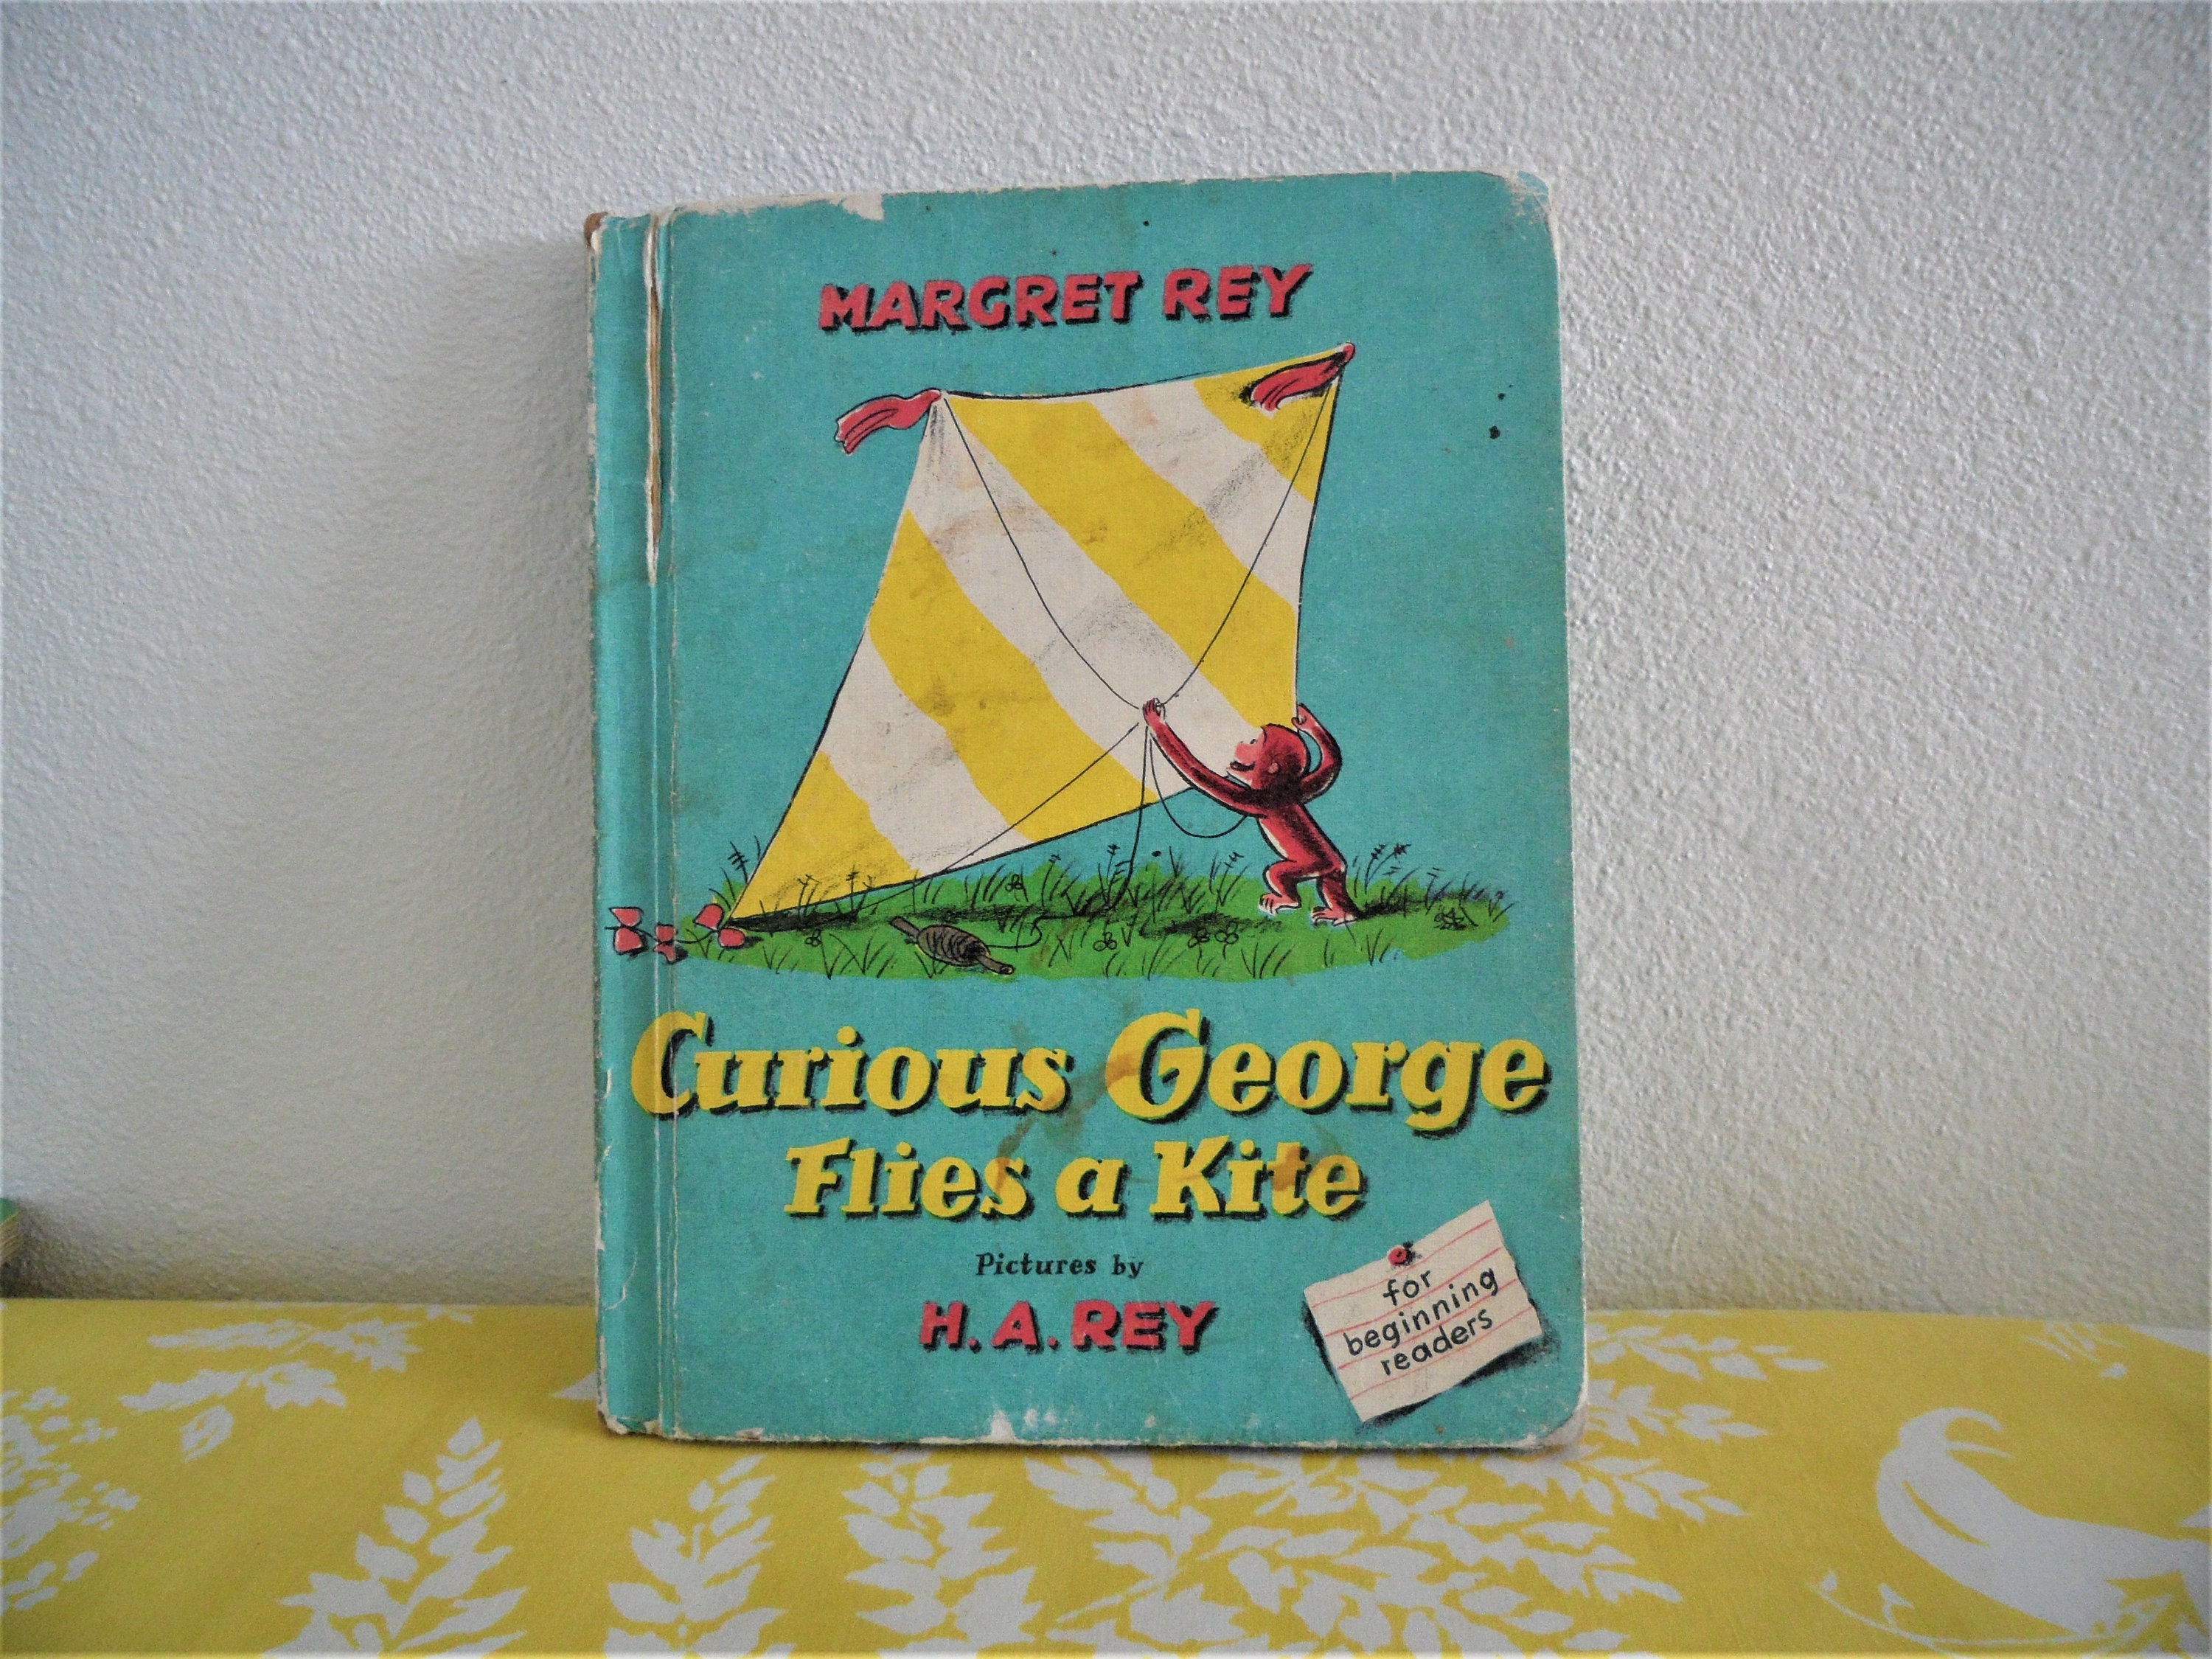 MARGRET REY
Curious George
Flies a Kite
Pictures by
H. A. REY
for
beginning
readers